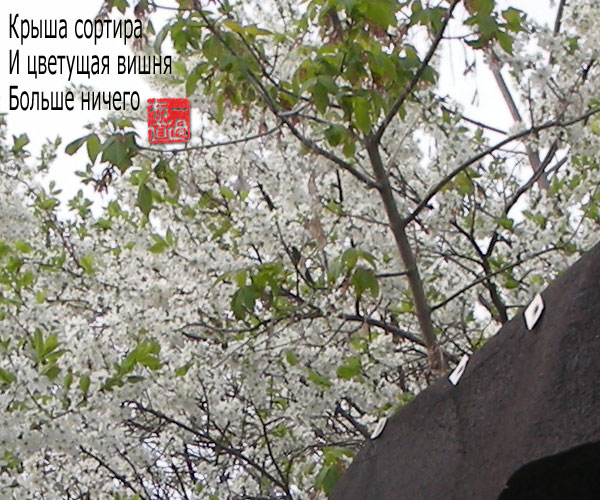 Крыша сортира
И цветущая вишня
Больше ничего